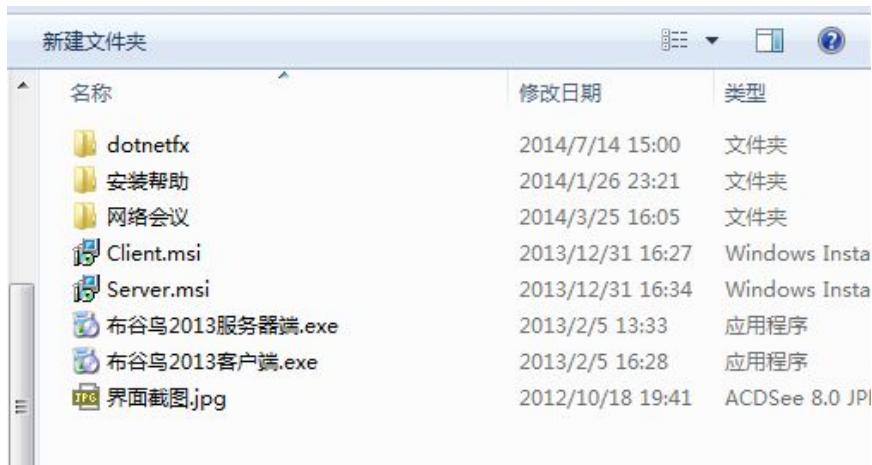 新建文件夹
名称 修改日期 类型
dotnetfx 2014/7/14 15:00 文件夹
安装帮助 2014/1/26 23:21 文件夹
网络会议 2014/3/25 16:05 文件夹
Client.msi 2013/12/31 16:27 Windows Insta
Server.msi 2013/12/31 16:34 Windows Insta
布谷鸟2013服务器端.exe 2013/2/5 13:33 应用程序
布谷鸟2013客户端.exe 2013/2/5 16:28 应用程序
界面截图.jpg 2012/10/18 19:41 ACDSee 8.0 JP